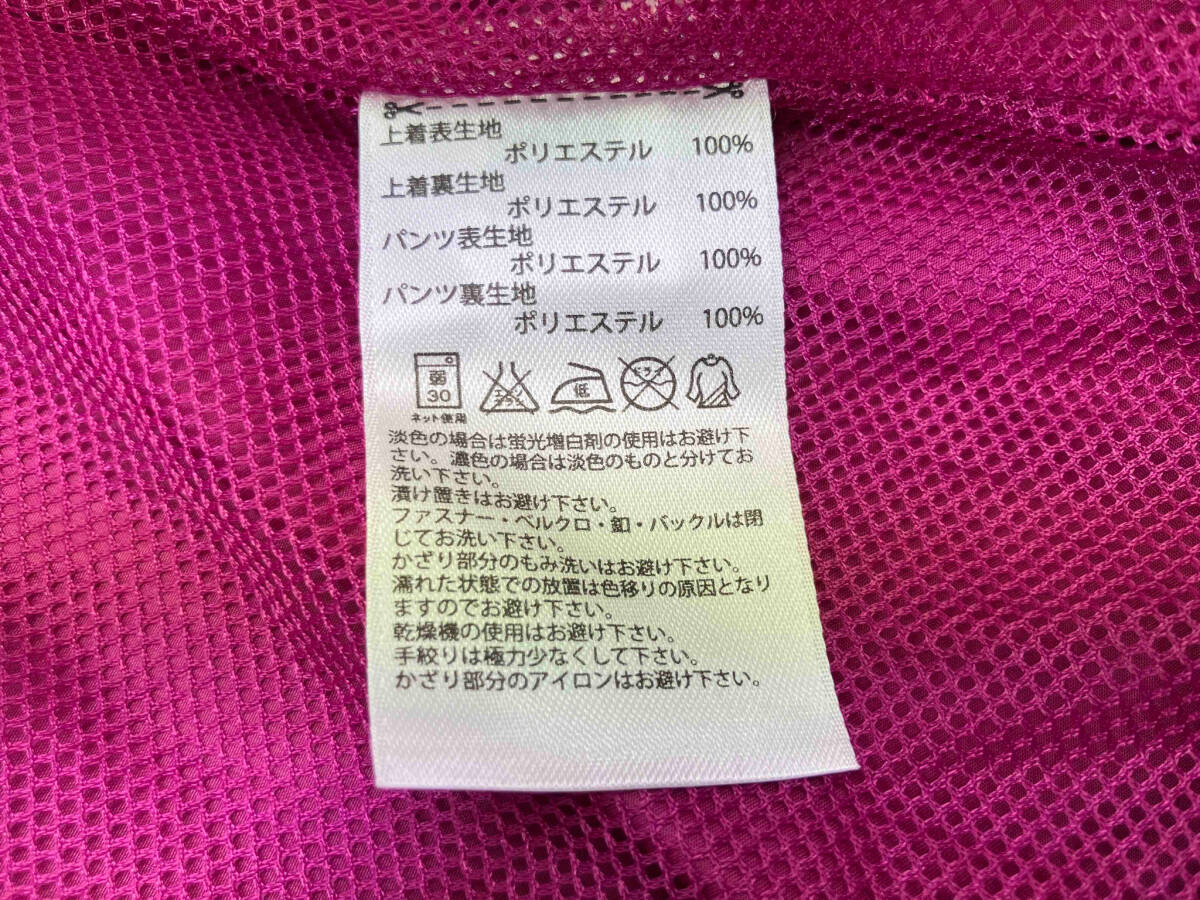 上着表生地
ポリエステル 100%
上着裏生地
ポリエステル 100%
パンツ表生地
ポリエステル 100%
パンツ裏生地
ポリエステル 100%
弱
30
エンソサラシ
低
ドライ
ネット使用
淡色の場合は蛍光増白剤の使用はお避け下
さい。濃色の場合は淡色のものと分けてお
洗い下さい。
漬け置きはお避け下さい。
ファスナー・ベルクロ・釦・バックルは閉
じてお洗い下さい。
かざり部分のもみ洗いはお避け下さい。
濡れた状態での放置は色移りの原因となり
ますのでお避け下さい。
乾燥機の使用はお避け下さい。
手絞りは極力少なくして下さい。
かざり部分のアイロンはお避け下さい。